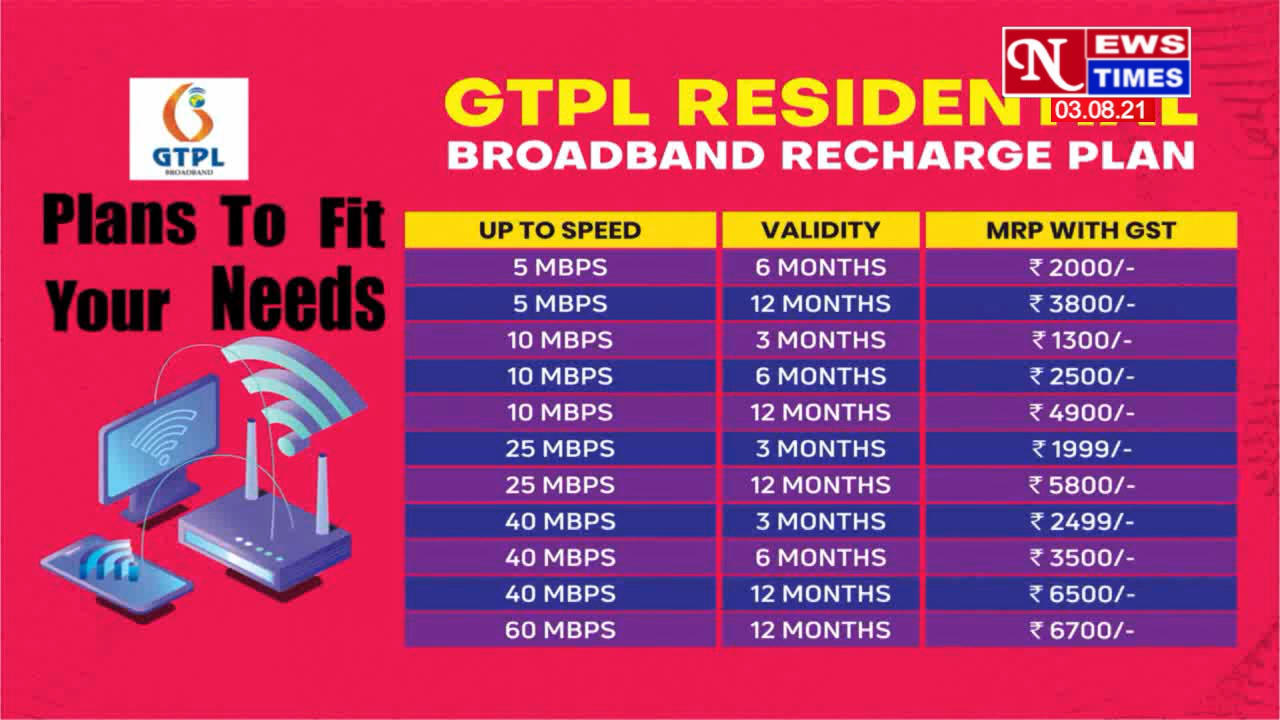 NEWS
TIMES
03.08.21
GTPL
BROADBAND
GTPL RESIDENTIAL
BROADBAND RECHARGE PLAN
Plans To Fit
Your Needs
UP TO SPEED VALIDITY MRP WITH GST
5 MBPS 6 MONTHS ₹ 2000/-
5 MBPS 12 MONTHS ₹ 3800/-
10 MBPS 3 MONTHS ₹ 1300/-
10 MBPS 6 MONTHS ₹ 2500/-
10 MBPS 12 MONTHS ₹ 4900/-
25 MBPS 3 MONTHS ₹ 1999/-
25 MBPS 12 MONTHS ₹ 5800/-
40 MBPS 3 MONTHS ₹ 2499/-
40 MBPS 6 MONTHS ₹ 3500/-
40 MBPS 12 MONTHS ₹ 6500/-
60 MBPS 12 MONTHS ₹ 6700/-